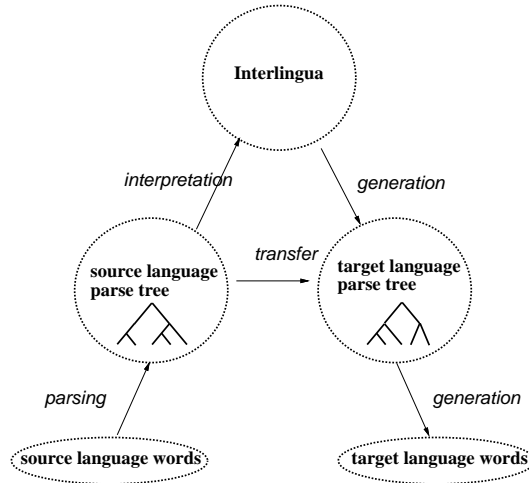 Interlingua
interpretation
generation
transfer
source language
parse tree
target language
parse tree
parsing
generation
source language words
target language words